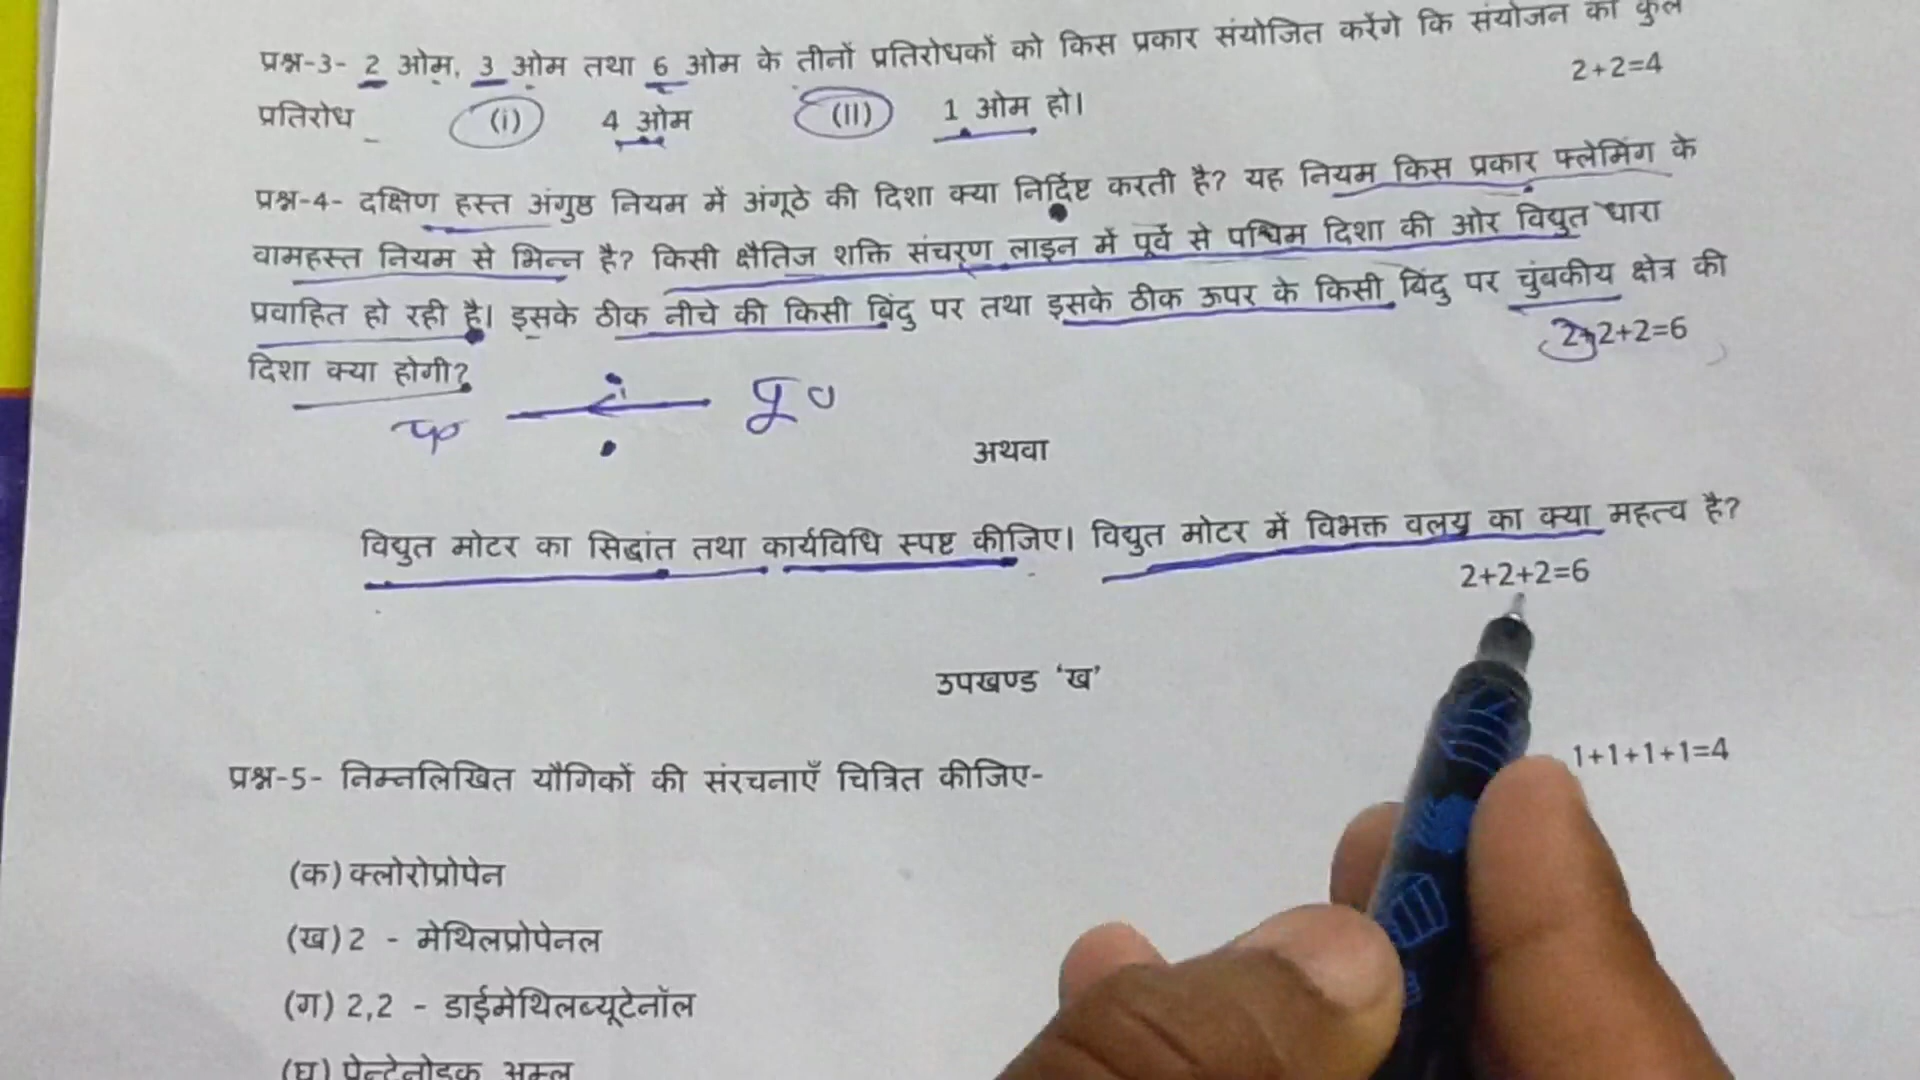 प्रश्न-3- 2 ओम, 3 ओम तथा 6 ओम के तीनों प्रतिरोधकों को किस प्रकार संयोजित करेंगे कि संयोजन का कुल
2+2=4
प्रतिरोध (i) 4 ओम (II) 1 ओम हो।
प्रश्न-4- दक्षिण हस्त अंगुष्ठ नियम में अंगूठे की दिशा क्या निर्दिष्ट करती है? यह नियम किस प्रकार फ्लेमिंग के
वामहस्त नियम से भिन्न है? किसी क्षैतिज शक्ति संचरण लाइन में पूर्व से पश्चिम दिशा की ओर विद्युत धारा
प्रवाहित हो रही है। इसके ठीक नीचे की किसी बिंदु पर तथा इसके ठीक ऊपर के किसी बिंदु पर चुंबकीय क्षेत्र की
2+2+2=6
दिशा क्या होगी?
प० पू०
अथवा
विद्युत मोटर का सिद्धांत तथा कार्यविधि स्पष्ट कीजिए। विद्युत मोटर में विभक्त वलय का क्या महत्व है?
2+2+2=6
उपखण्ड ‘ख’
1+1+1+1=4
प्रश्न-5- निम्नलिखित यौगिकों की संरचनाएँ चित्रित कीजिए-
(क) क्लोरोप्रोपेन
(ख) 2 - मेथिलप्रोपेनल
(ग) 2,2 - डाईमेथिलब्यूटेनॉल
(घ) पेन्टेनोइक अम्ल